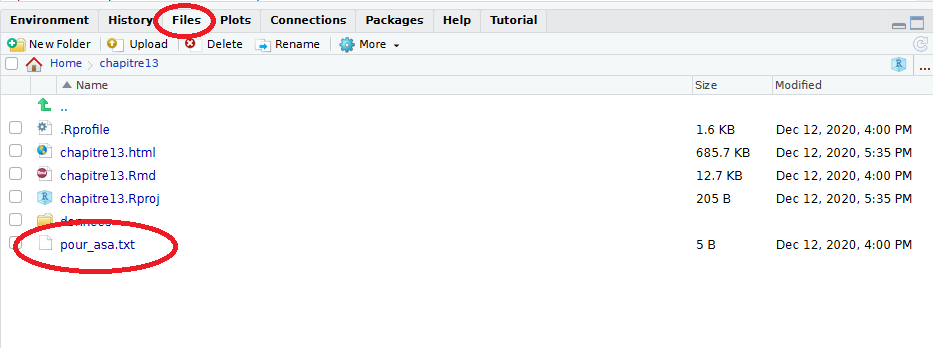 Environment History Files Plots Connections Packages Help Tutorial
New Folder Upload Delete Rename More
Home chapitre13 ...
Name Size Modified
..
.Rprofile 1.6 KB Dec 12, 2020, 4:00 PM
chapitre13.html 685.7 KB Dec 12, 2020, 5:35 PM
chapitre13.Rmd 12.7 KB Dec 12, 2020, 4:00 PM
chapitre13.Rproj 205 B Dec 12, 2020, 5:35 PM
donnees
pour_asa.txt 5 B Dec 12, 2020, 4:00 PM